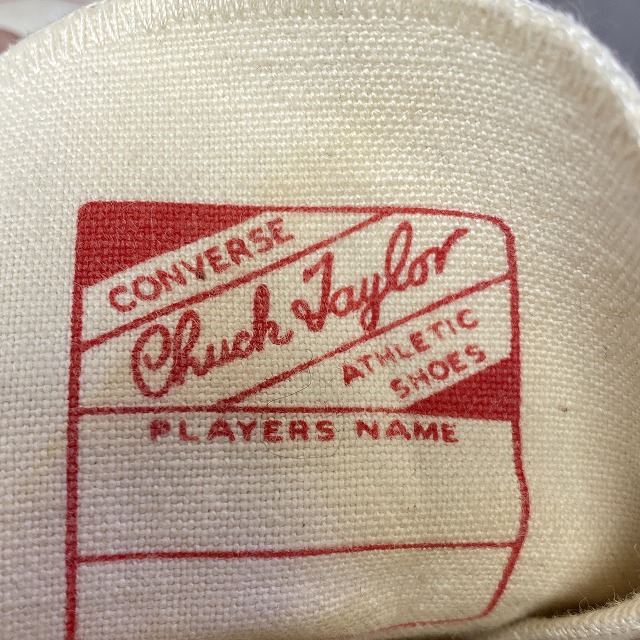 CONVERSE
Chuck Taylor
ATHLETIC
SHOES
PLAYERS NAME